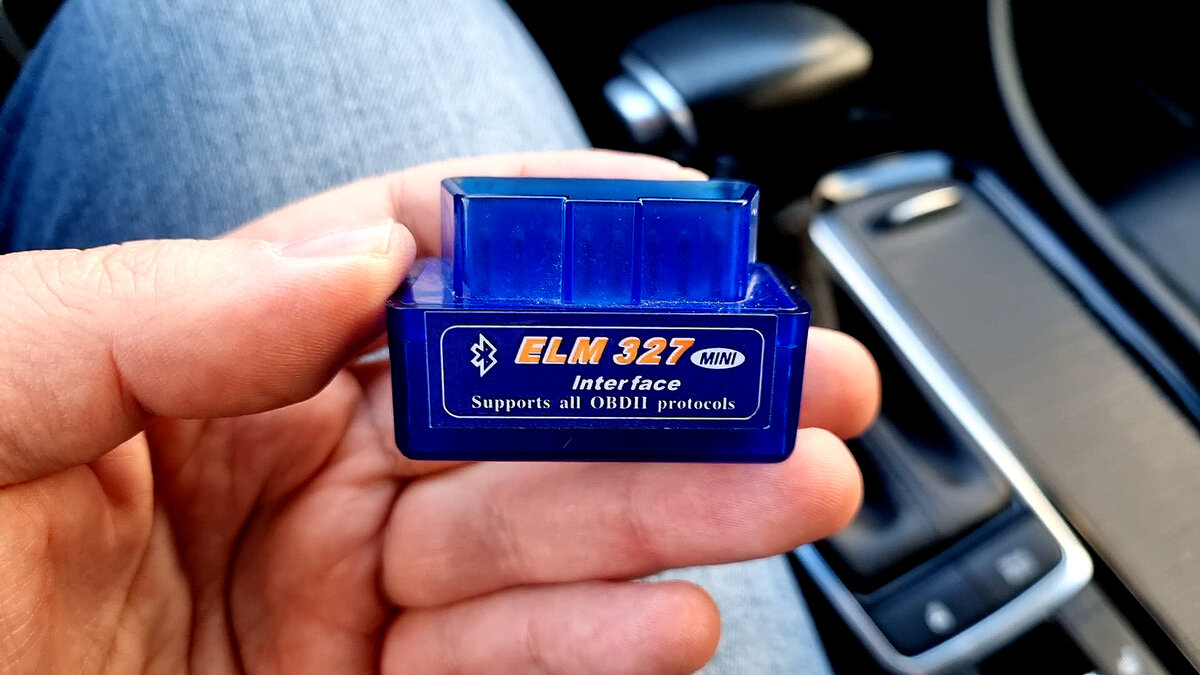 ELM 327 MINI
Interface
Supports all OBDII protocols